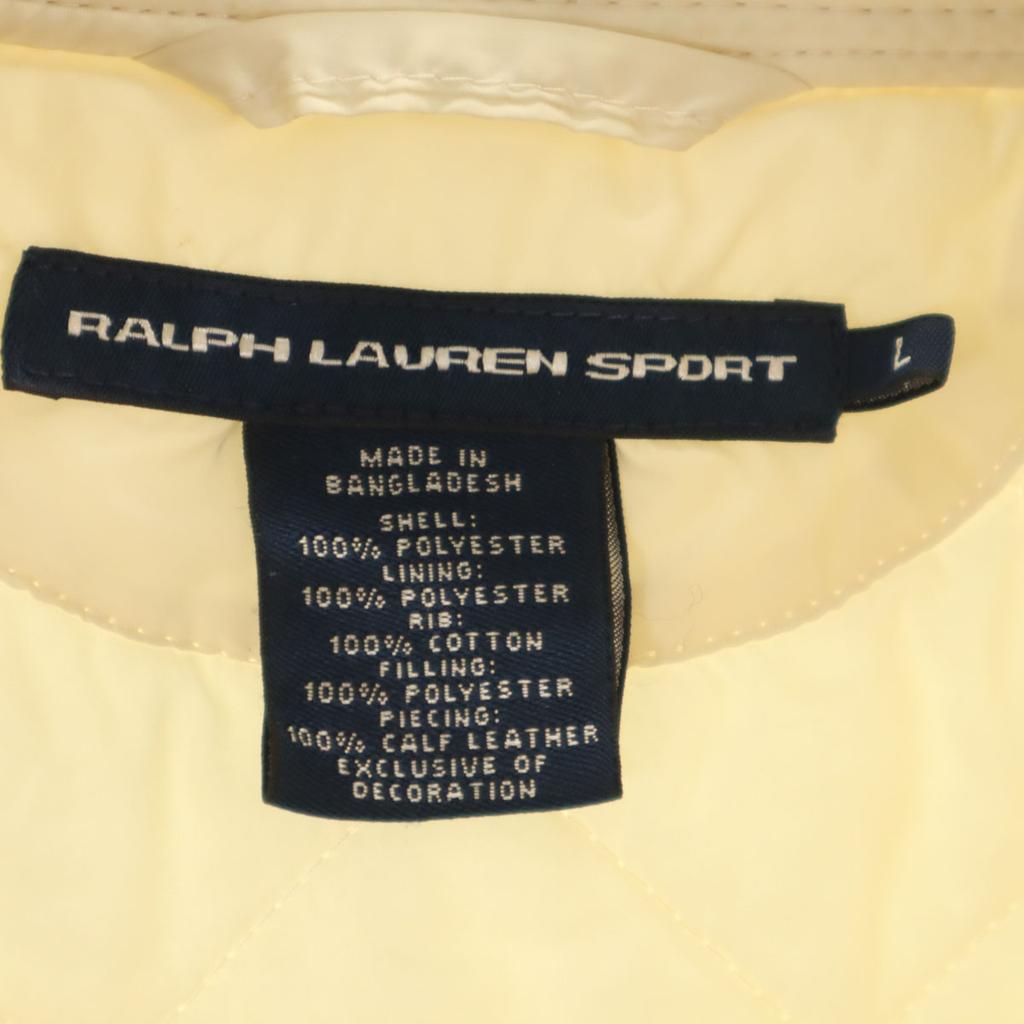 RALPH LAUREN SPORT
L
MADE IN
BANGLADESH
SHELL:
100% POLYESTER
LINING:
100% POLYESTER
RIB:
100% COTTON
FILLING:
100% POLYESTER
PIECING:
100% CALF LEATHER
EXCLUSIVE OF
DECORATION